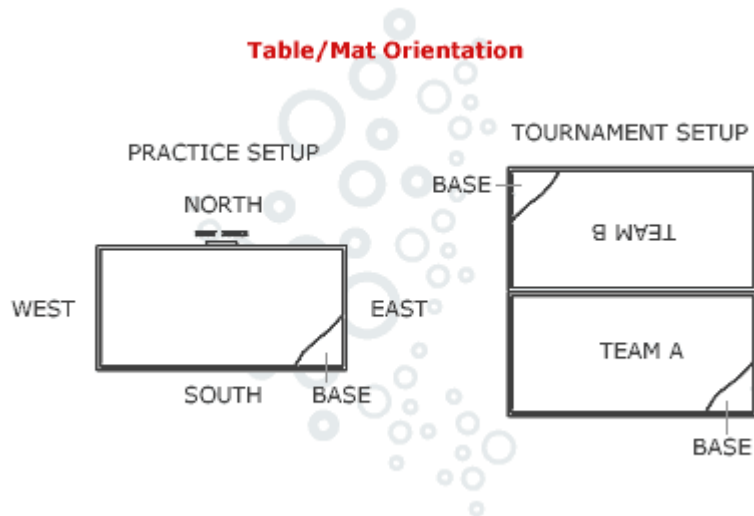 Table/Mat Orientation
PRACTICE SETUP
NORTH
WEST
EAST
SOUTH
BASE
TOURNAMENT SETUP
BASE
TEAM B
TEAM A
BASE